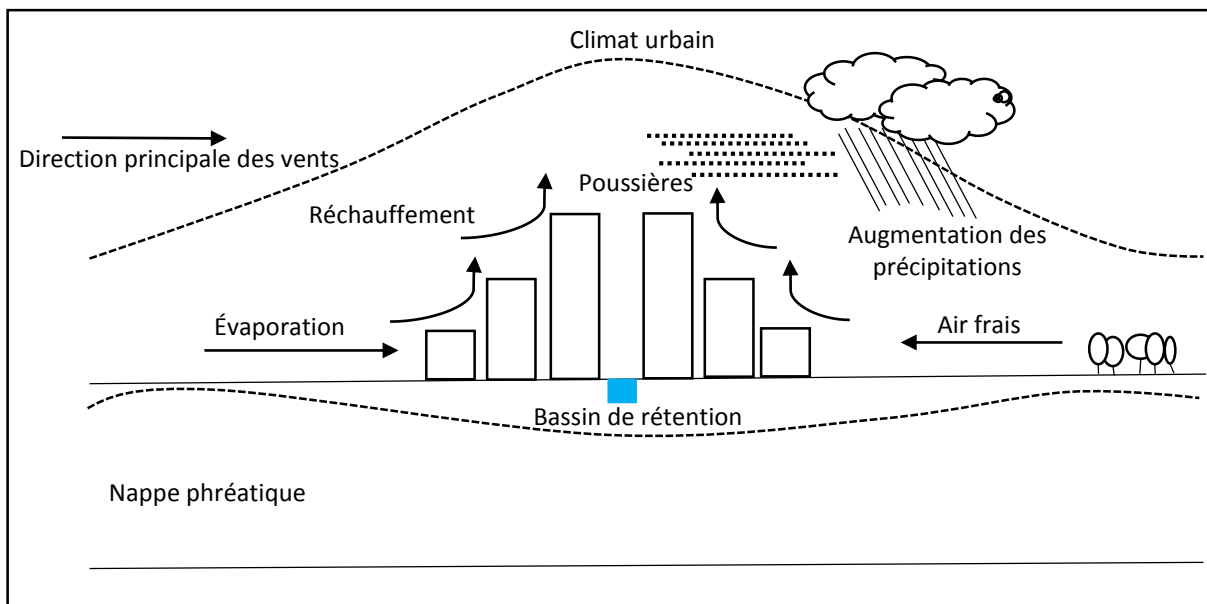 Climat urbain
Direction principale des vents
Poussières
Réchauffement
Augmentation des
précipitations
Évaporation
Air frais
Bassin de rétention
Nappe phréatique